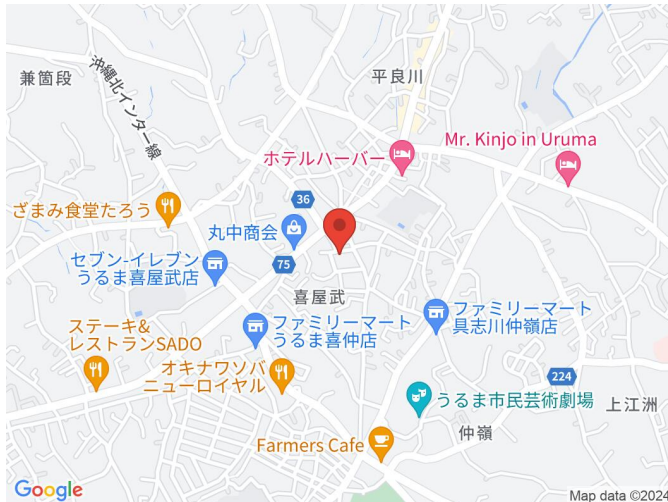 兼箇段
沖縄北インター線
平良川
ホテルハーバー
Mr. Kinjo in Uruma
36
ざまみ食堂たろう
丸中商会
セブン-イレブン
うるま喜屋武店
75
喜屋武
ファミリーマート
うるま喜仲店
ファミリーマート
具志川仲嶺店
ステーキ&
レストランSADO
オキナワソバ
ニューロイヤル
224
うるま市民芸術劇場
上江洲
仲嶺
Farmers Cafe
Google
Map data ©2024